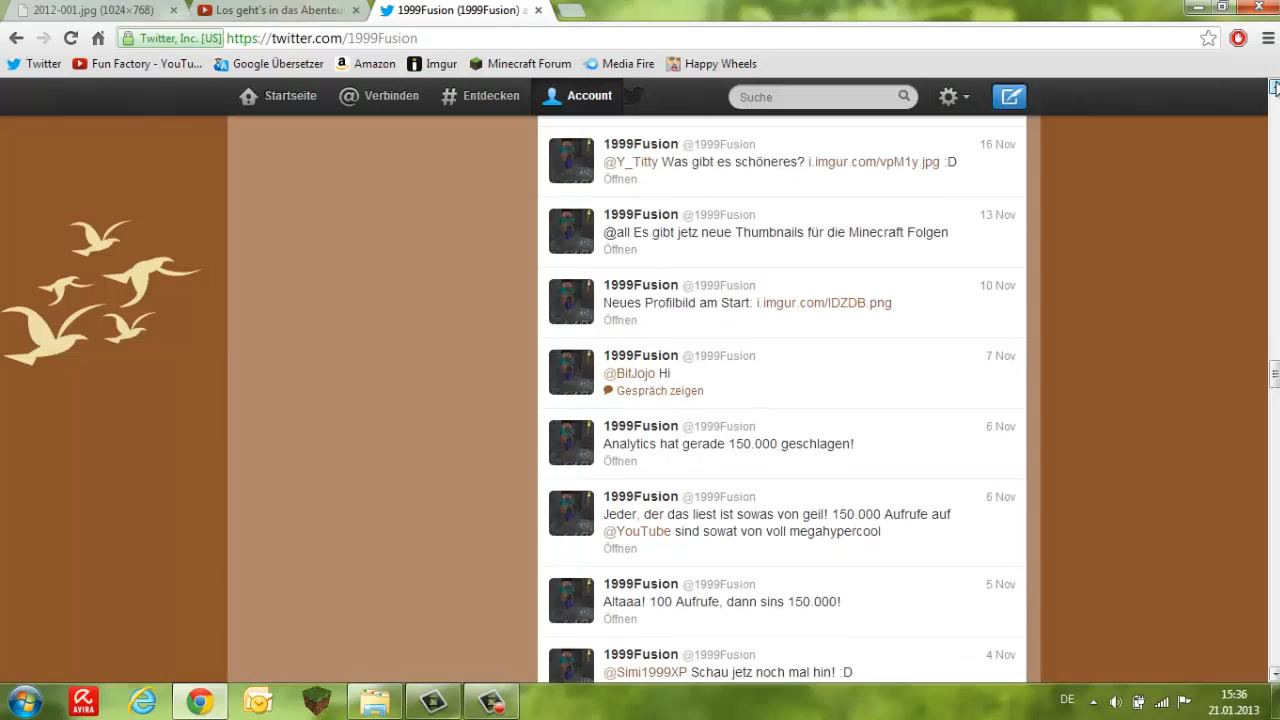 2012-001.jpg (1024×768)
Los geht's in das Abenteu
1999Fusion (1999Fusion) a
Twitter, Inc. [US]
https://twitter.com/1999Fusion
Twitter
Fun Factory - YouTu...
Google Übersetzer
Amazon
Imgur
Minecraft Forum
Media Fire
Happy Wheels
Startseite
@ Verbinden
# Entdecken
Account
Suche
1999Fusion @1999Fusion 16 Nov
@Y_Titty Was gibt es schöneres? i.imgur.com/vpM1y.jpg :D
Öffnen
1999Fusion @1999Fusion 13 Nov
@all Es gibt jetz neue Thumbnails für die Minecraft Folgen
Öffnen
1999Fusion @1999Fusion 10 Nov
Neues Profilbild am Start: i.imgur.com/IDZDB.png
Öffnen
1999Fusion @1999Fusion 7 Nov
@BitJojo Hi
Gespräch zeigen
1999Fusion @1999Fusion 6 Nov
Analytics hat gerade 150.000 geschlagen!
Öffnen
1999Fusion @1999Fusion 6 Nov
Jeder, der das liest ist sowas von geil! 150.000 Aufrufe auf
@YouTube sind sowat von voll megahypercool
Öffnen
1999Fusion @1999Fusion 5 Nov
Altaaa! 100 Aufrufe, dann sins 150.000!
Öffnen
1999Fusion @1999Fusion 4 Nov
@Simi1999XP Schau jetz noch mal hin! :D
AVIRA
DE
15:36
21.01.2013